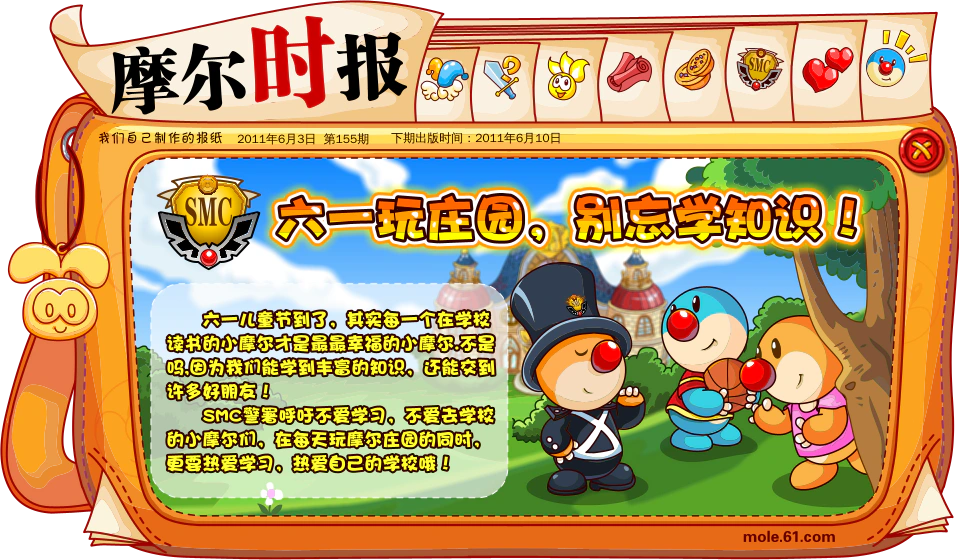 摩尔时报
SMC
我们自己制作的报纸 2011年6月3日 第155期 下期出版时间：2011年6月10日
SMC
六一玩庄园，别忘学知识！
六一儿童节到了，其实每一个在学校
读书的小摩尔才是最最幸福的小摩尔.不是
吗.因为我们能学到丰富的知识，还能交到
许多好朋友！
SMC警署呼吁不爱学习，不爱去学校
的小摩尔们，在每天玩摩尔庄园的同时，
更要热爱学习，热爱自己的学校哦！
mole.61.com